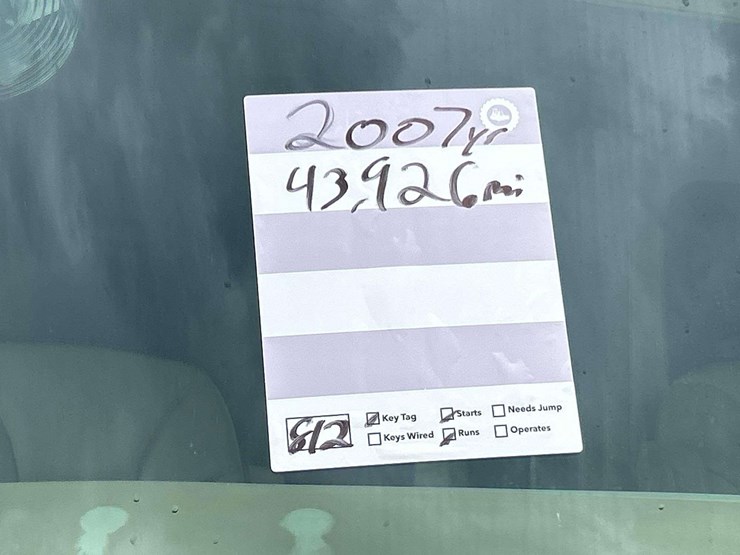 2007yr
43,926mi
812 Key Tag Starts Needs Jump
Keys Wired Runs Operates